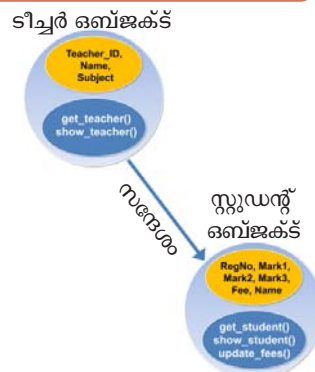 ടീച്ചർ ഒബ്ജക്ട്
Teacher_ID,
Name,
Subject
get_teacher()
show_teacher()
സന്ദേശം
സ്റ്റുഡന്റ്
ഒബ്ജക്ട്
RegNo, Mark1,
Mark2, Mark3,
Fee, Name
get_student()
show_student()
update_fees()